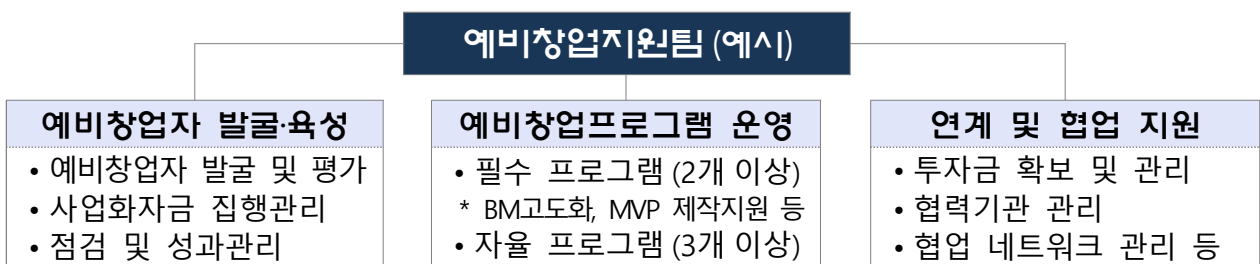 예비창업지원팀 (예시)
예비창업자 발굴·육성
• 예비창업자 발굴 및 평가
• 사업화자금 집행관리
• 점검 및 성과관리
예비창업프로그램 운영
• 필수 프로그램 (2개 이상)
* BM고도화, MVP 제작지원 등
• 자율 프로그램 (3개 이상)
연계 및 협업 지원
• 투자금 확보 및 관리
• 협력기관 관리
• 협업 네트워크 관리 등